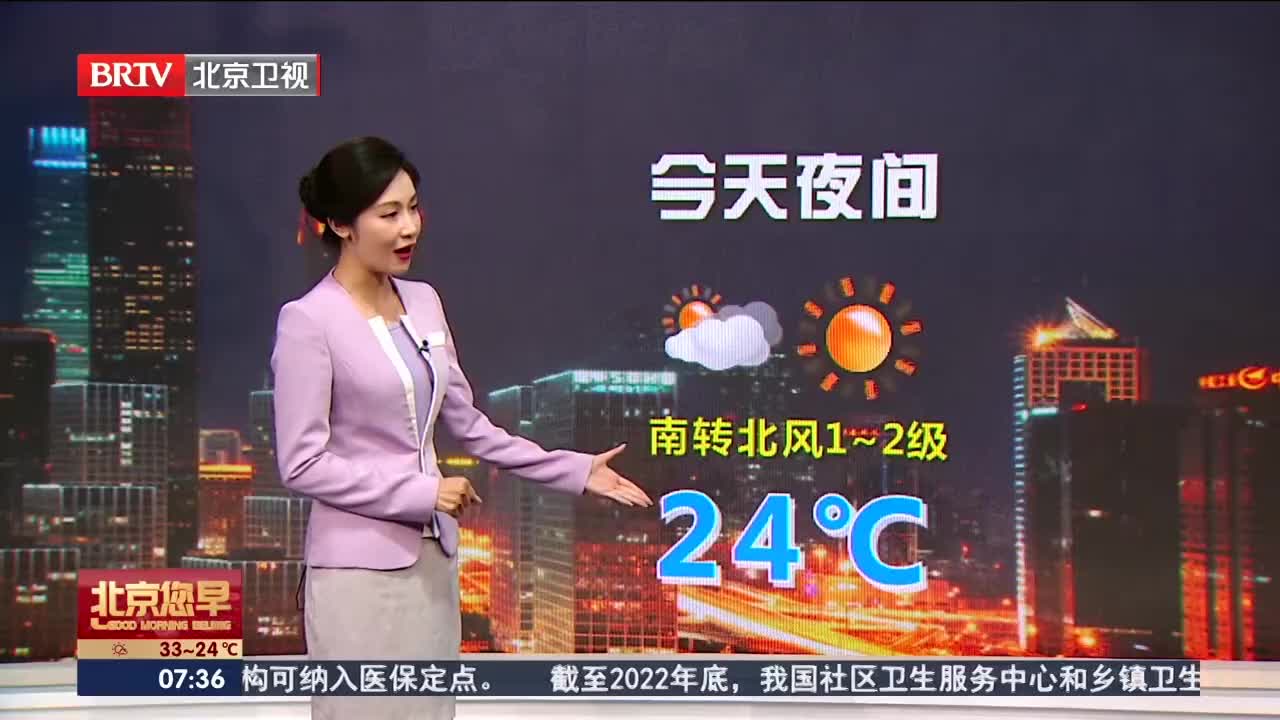 BRTV 北京卫视
今天夜间
南转北风1~2级
24℃
北京您早
GOOD MORNING BEIJING
33~24℃
07:36 构可纳入医保定点。 截至2022年底，我国社区卫生服务中心和乡镇卫生